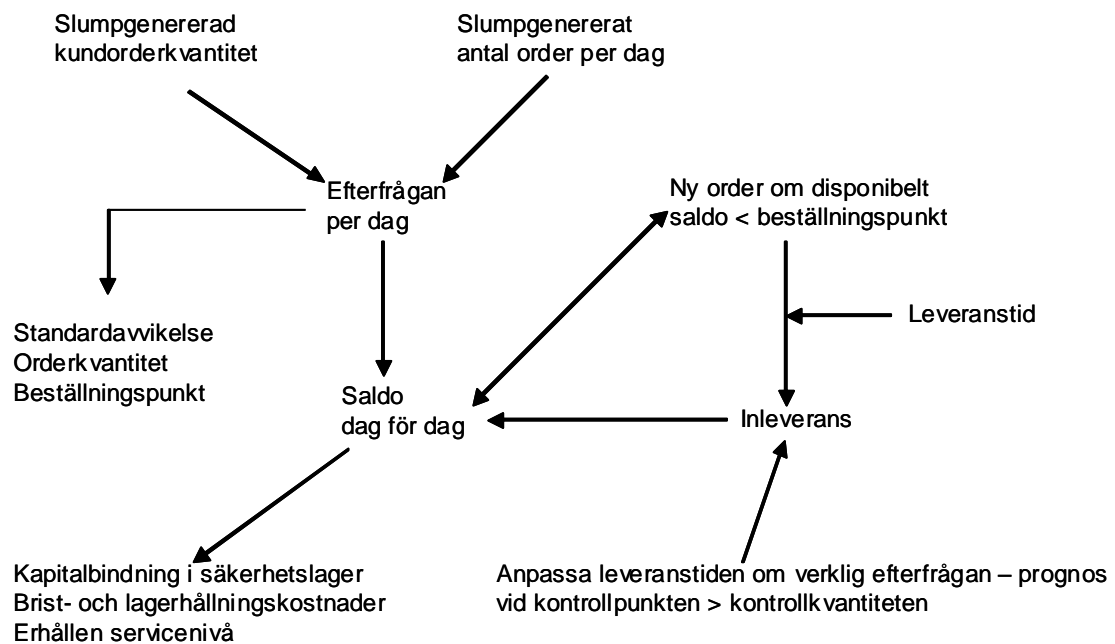 Slumpgenererad
kundorderkvantitet
Slumpgenererat
antal order per dag
Efterfrågan
per dag
Ny order om disponibelt
saldo < beställningspunkt
Leveranstid
Standardavvikelse
Orderkvantitet
Beställningspunkt
Saldo
dag för dag
Inleverans
Kapitalbindning i säkerhetslager
Brist- och lagerhållningskostnader
Erhållen servicenivå
Anpassa leveranstiden om verklig efterfrågan – prognos
vid kontrollpunkten > kontrollkvantiteten